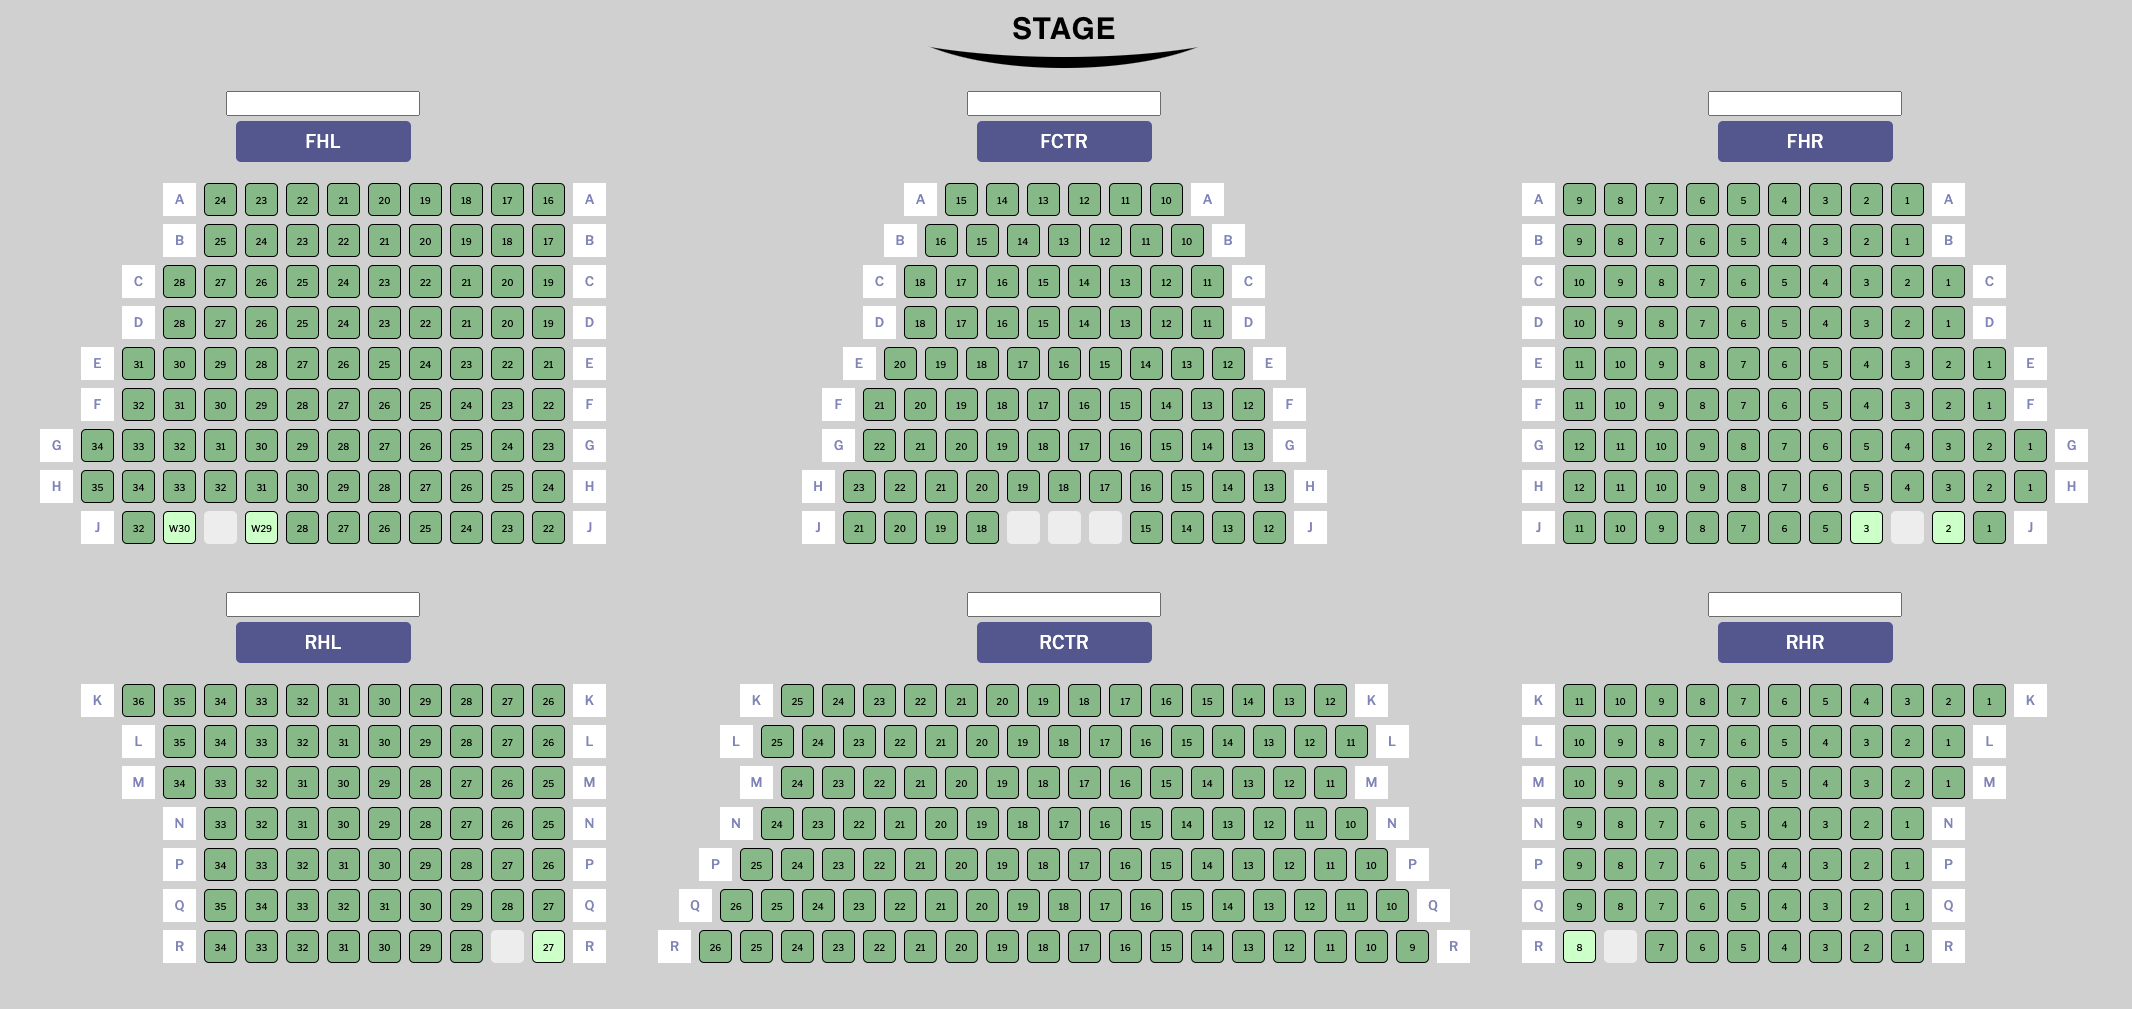 STAGE
FHL FCTR FHR
A 24 23 22 21 20 19 18 17 16 A A 15 14 13 12 11 10 A A 9 8 7 6 5 4 3 2 1 A
B 25 24 23 22 21 20 19 18 17 B B 16 15 14 13 12 11 10 B B 9 8 7 6 5 4 3 2 1 B
C 28 27 26 25 24 23 22 21 20 19 C C 18 17 16 15 14 13 12 11 C C 10 9 8 7 6 5 4 3 2 1 C
D 28 27 26 25 24 23 22 21 20 19 D D 18 17 16 15 14 13 12 11 D D 10 9 8 7 6 5 4 3 2 1 D
E 31 30 29 28 27 26 25 24 23 22 21 E E 20 19 18 17 16 15 14 13 12 E E 11 10 9 8 7 6 5 4 3 2 1 E
F 32 31 30 29 28 27 26 25 24 23 22 F F 21 20 19 18 17 16 15 14 13 12 F F 11 10 9 8 7 6 5 4 3 2 1 F
G 34 33 32 31 30 29 28 27 26 25 24 23 G G 22 21 20 19 18 17 16 15 14 13 G G 12 11 10 9 8 7 6 5 4 3 2 1 G
H 35 34 33 32 31 30 29 28 27 26 25 24 H H 23 22 21 20 19 18 17 16 15 14 13 H H 12 11 10 9 8 7 6 5 4 3 2 1 H
J 32 W30 W29 28 27 26 25 24 23 22 J J 21 20 19 18 15 14 13 12 J J 11 10 9 8 7 6 5 3 2 1 J
RHL RCTR RHR
K 36 35 34 33 32 31 30 29 28 27 26 K K 25 24 23 22 21 20 19 18 17 16 15 14 13 12 K K 11 10 9 8 7 6 5 4 3 2 1 K
L 35 34 33 32 31 30 29 28 27 26 L L 25 24 23 22 21 20 19 18 17 16 15 14 13 12 11 L L 10 9 8 7 6 5 4 3 2 1 L
M 34 33 32 31 30 29 28 27 26 25 M M 24 23 22 21 20 19 18 17 16 15 14 13 12 11 M M 10 9 8 7 6 5 4 3 2 1 M
N 33 32 31 30 29 28 27 26 25 N N 24 23 22 21 20 19 18 17 16 15 14 13 12 11 10 N N 9 8 7 6 5 4 3 2 1 N
P 34 33 32 31 30 29 28 27 26 P P 25 24 23 22 21 20 19 18 17 16 15 14 13 12 11 10 P P 9 8 7 6 5 4 3 2 1 P
Q 35 34 33 32 31 30 29 28 27 Q Q 26 25 24 23 22 21 20 19 18 17 16 15 14 13 12 11 10 Q Q 9 8 7 6 5 4 3 2 1 Q
R 34 33 32 31 30 29 28 27 R R 26 25 24 23 22 21 20 19 18 17 16 15 14 13 12 11 10 9 R R 8 7 6 5 4 3 2 1 R